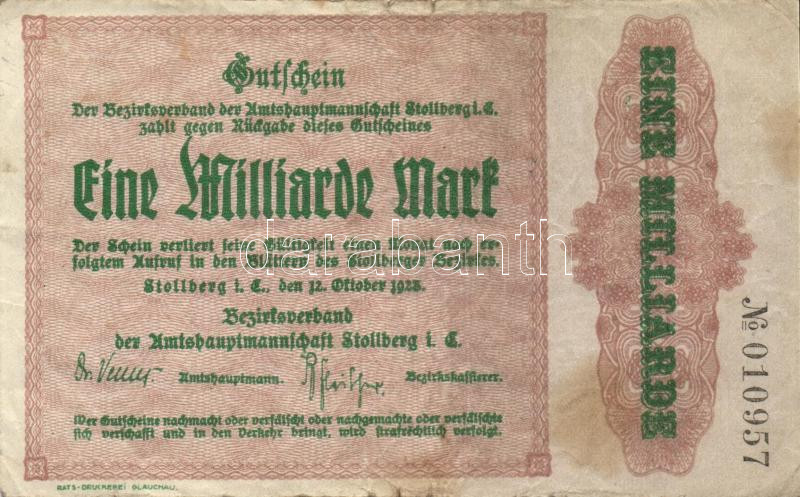 Gutschein
Der Bezirksverband der Amtshauptmannschaft Stollberg i. E.
zahlt gegen Rückgabe dieses Gutscheines
Eine Milliarde Mark
Der Schein verliert seine Gültigkeit einen Monat nach er-
folgtem Aufruf in den Blättern des Stollberger Bezirkes.
Stollberg i. E., den 12. Oktober 1923.
Bezirksverband
der Amtshauptmannschaft Stollberg i. E.
Amtshauptmann. Bezirkskassierer.
Wer Gutscheine nachmacht oder verfälscht oder nachgemachte oder verfälschte
sich verschafft und in den Verkehr bringt, wird strafrechtlich verfolgt.
RATS-DRUCKEREI GLAUCHAU.
EINE MILLIARDE
№ 010957
darabanth